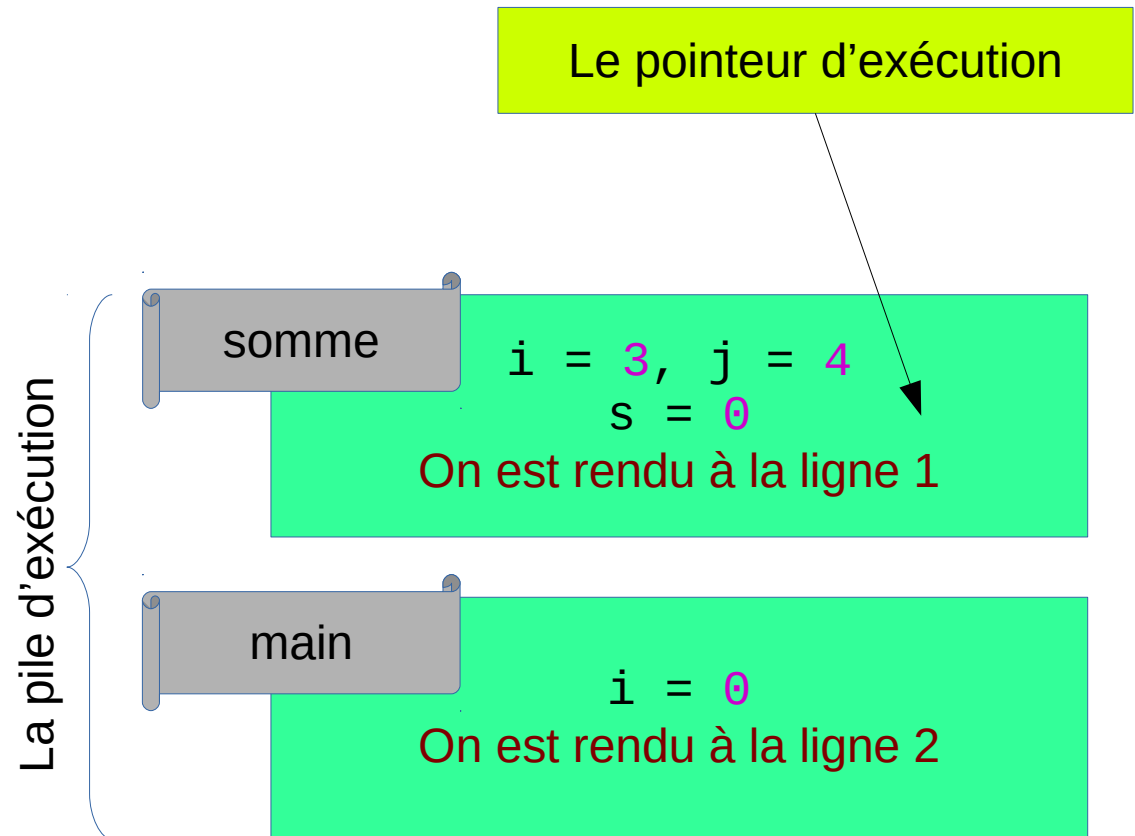 Le pointeur d’exécution
La pile d’exécution
somme
i = 3, j = 4
s = 0
On est rendu à la ligne 1
main
i = 0
On est rendu à la ligne 2